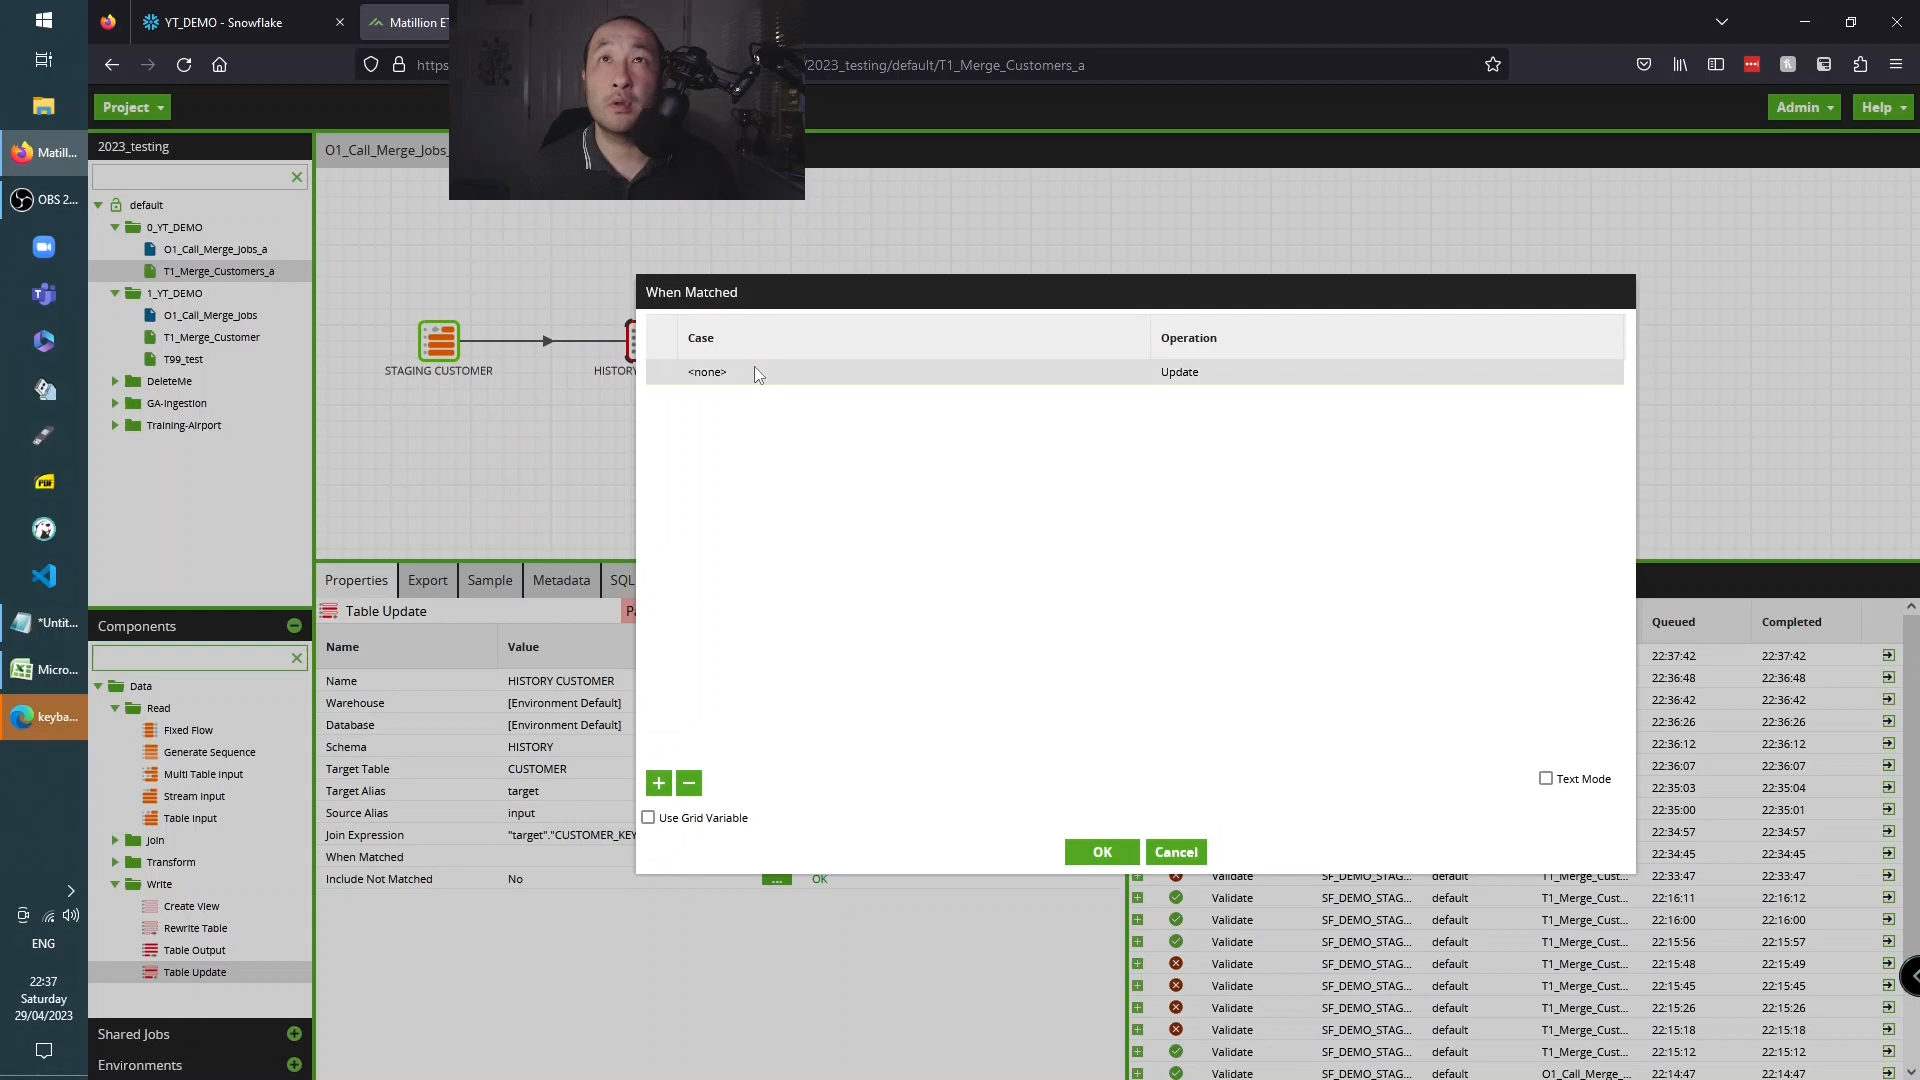 YT_DEMO - Snowflake
Matillion ET
https
/2023_testing/default/T1_Merge_Customers_a
Project
Admin
Help
2023_testing
O1_Call_Merge_Jobs_
Matill...
OBS 2...
*Untit...
Micro...
keyba...
ENG
22:37
Saturday
29/04/2023
default
0_YT_DEMO
O1_Call_Merge_Jobs_a
T1_Merge_Customers_a
1_YT_DEMO
O1_Call_Merge_Jobs
T1_Merge_Customer
T99_test
DeleteMe
GA-Ingestion
Training-Airport
STAGING CUSTOMER
HISTORY
When Matched
Case
Operation
<none>
Update
Text Mode
Use Grid Variable
OK
Cancel
Components
Data
Read
Fixed Flow
Generate Sequence
Multi Table Input
Stream Input
Table Input
Join
Transform
Write
Create View
Rewrite Table
Table Output
Table Update
Shared Jobs
Environments
Properties
Export
Sample
Metadata
SQL
Table Update
Name
Value
Name
HISTORY CUSTOMER
Warehouse
[Environment Default]
Database
[Environment Default]
Schema
HISTORY
Target Table
CUSTOMER
Target Alias
target
Source Alias
input
Join Expression
"target"."CUSTOMER_KEY
When Matched
Include Not Matched
No
...
OK
Queued
Completed
22:37:42
22:37:42
22:36:48
22:36:48
22:36:42
22:36:42
22:36:26
22:36:26
22:36:12
22:36:12
22:36:07
22:36:07
22:35:03
22:35:04
22:35:00
22:35:01
22:34:57
22:34:57
22:34:45
22:34:45
Validate SF_DEMO_STAG... default T1_Merge_Cust... 22:33:47 22:33:47
Validate SF_DEMO_STAG... default T1_Merge_Cust... 22:16:11 22:16:12
Validate SF_DEMO_STAG... default T1_Merge_Cust... 22:16:00 22:16:00
Validate SF_DEMO_STAG... default T1_Merge_Cust... 22:15:56 22:15:57
Validate SF_DEMO_STAG... default T1_Merge_Cust... 22:15:48 22:15:49
Validate SF_DEMO_STAG... default T1_Merge_Cust... 22:15:45 22:15:45
Validate SF_DEMO_STAG... default T1_Merge_Cust... 22:15:26 22:15:26
Validate SF_DEMO_STAG... default T1_Merge_Cust... 22:15:18 22:15:18
Validate SF_DEMO_STAG... default T1_Merge_Cust... 22:15:12 22:15:12
Validate SF_DEMO_STAG... default O1_Call_Merge_... 22:14:47 22:14:47